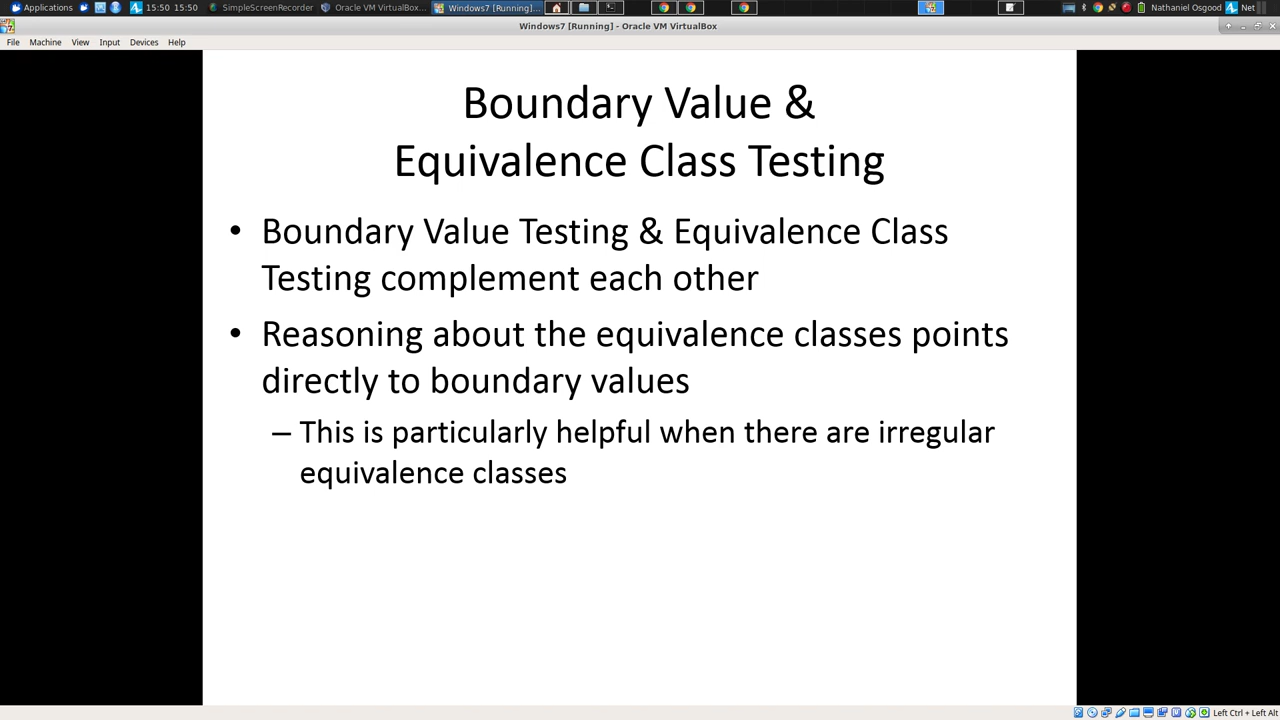 Applications 15:50 15:50 SimpleScreenRecorder Oracle VM VirtualBox... Windows7 [Running]... Nathaniel Osgood Net
Windows7 [Running] - Oracle VM VirtualBox
File Machine View Input Devices Help
Boundary Value &
Equivalence Class Testing
• Boundary Value Testing & Equivalence Class
Testing complement each other
• Reasoning about the equivalence classes points
directly to boundary values
– This is particularly helpful when there are irregular
equivalence classes
Left Ctrl + Left Alt